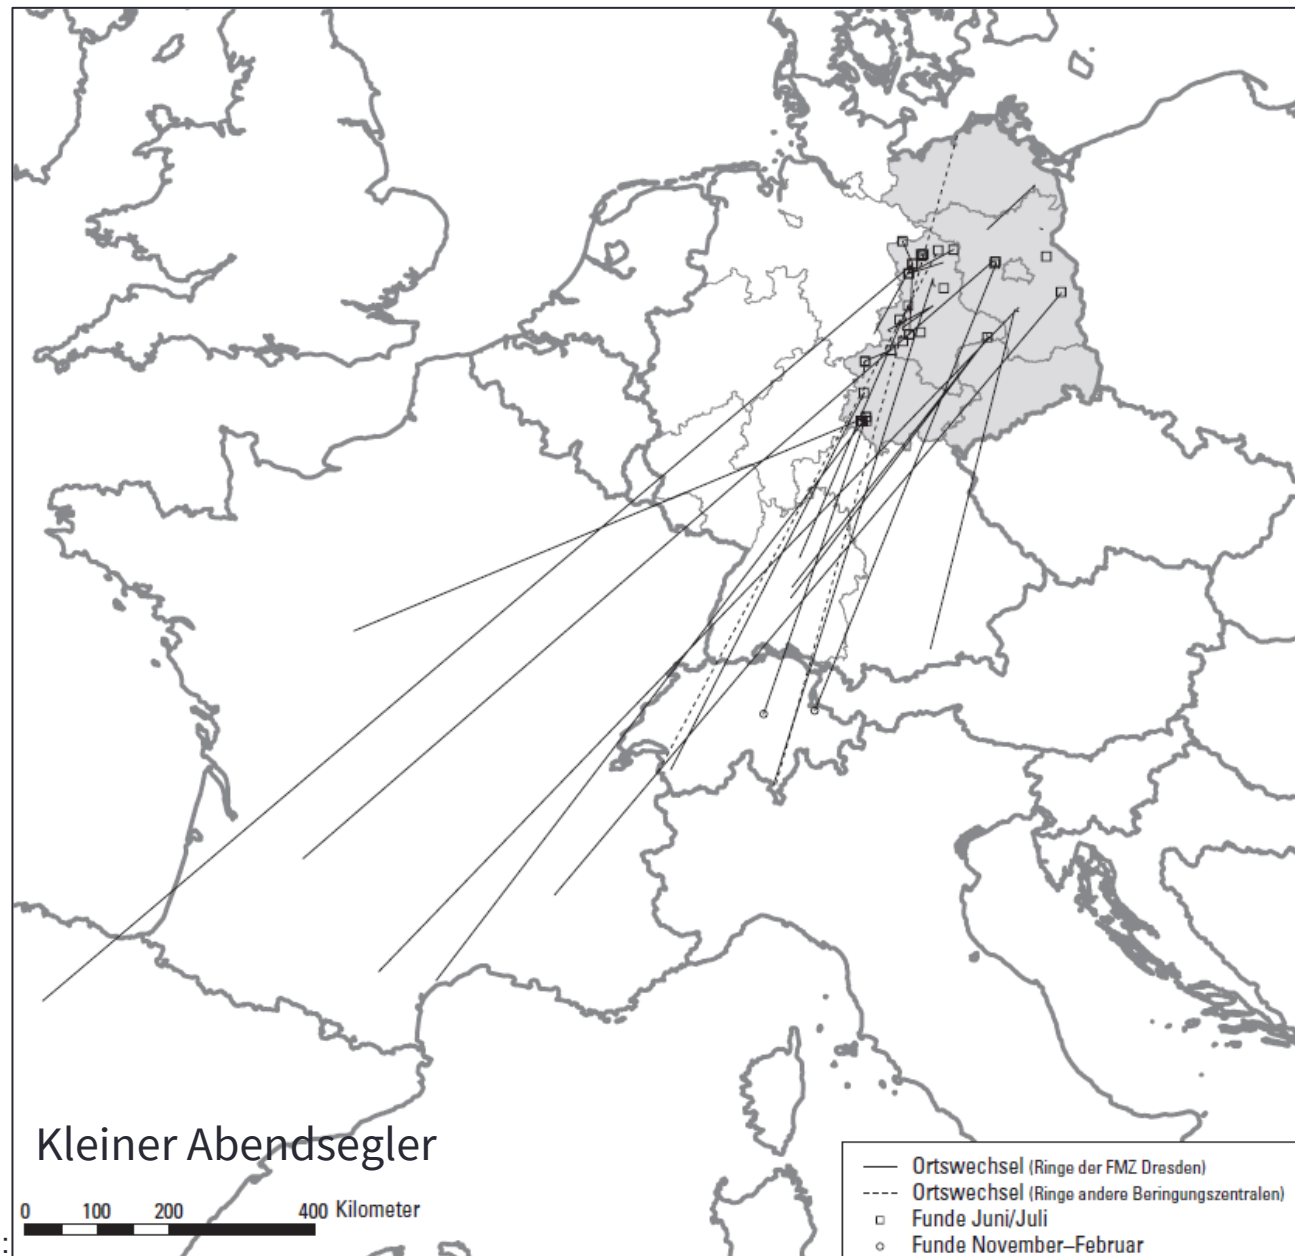 Kleiner Abendsegler
0 100 200 400 Kilometer
:
Ortswechsel (Ringe der FMZ Dresden)
Ortswechsel (Ringe andere Beringungszentralen)
Funde Juni/Juli
Funde November–Februar